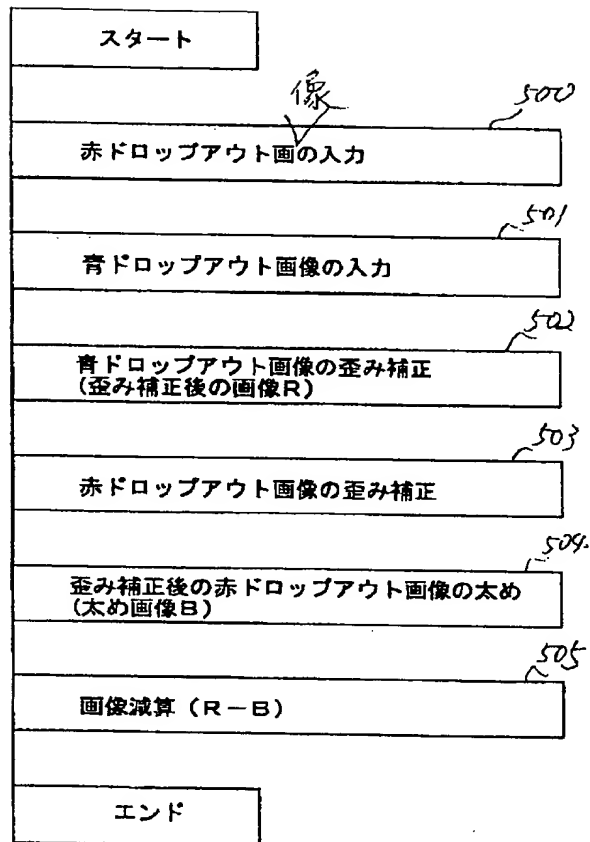 スタート
像
500
赤ドロップアウト画の入力
501
青ドロップアウト画像の入力
502
青ドロップアウト画像の歪み補正
(歪み補正後の画像R)
503
赤ドロップアウト画像の歪み補正
504
歪み補正後の赤ドロップアウト画像の太め
(太め画像B)
505
画像減算（R－B）
エンド